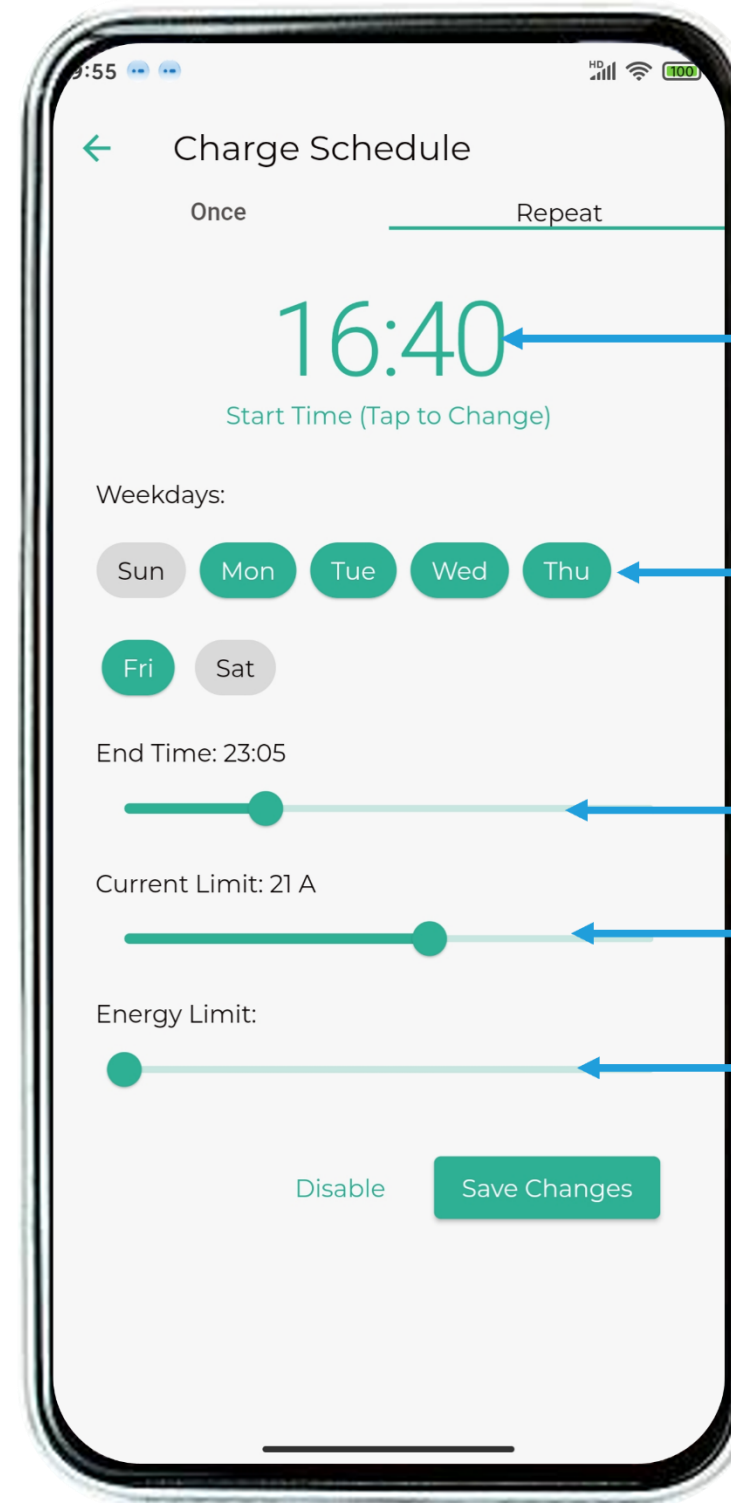 9:55 HD 100
Charge Schedule
Once Repeat
16:40
Start Time (Tap to Change)
Weekdays:
Sun Mon Tue Wed Thu
Fri Sat
End Time: 23:05
Current Limit: 21 A
Energy Limit:
Disable Save Changes